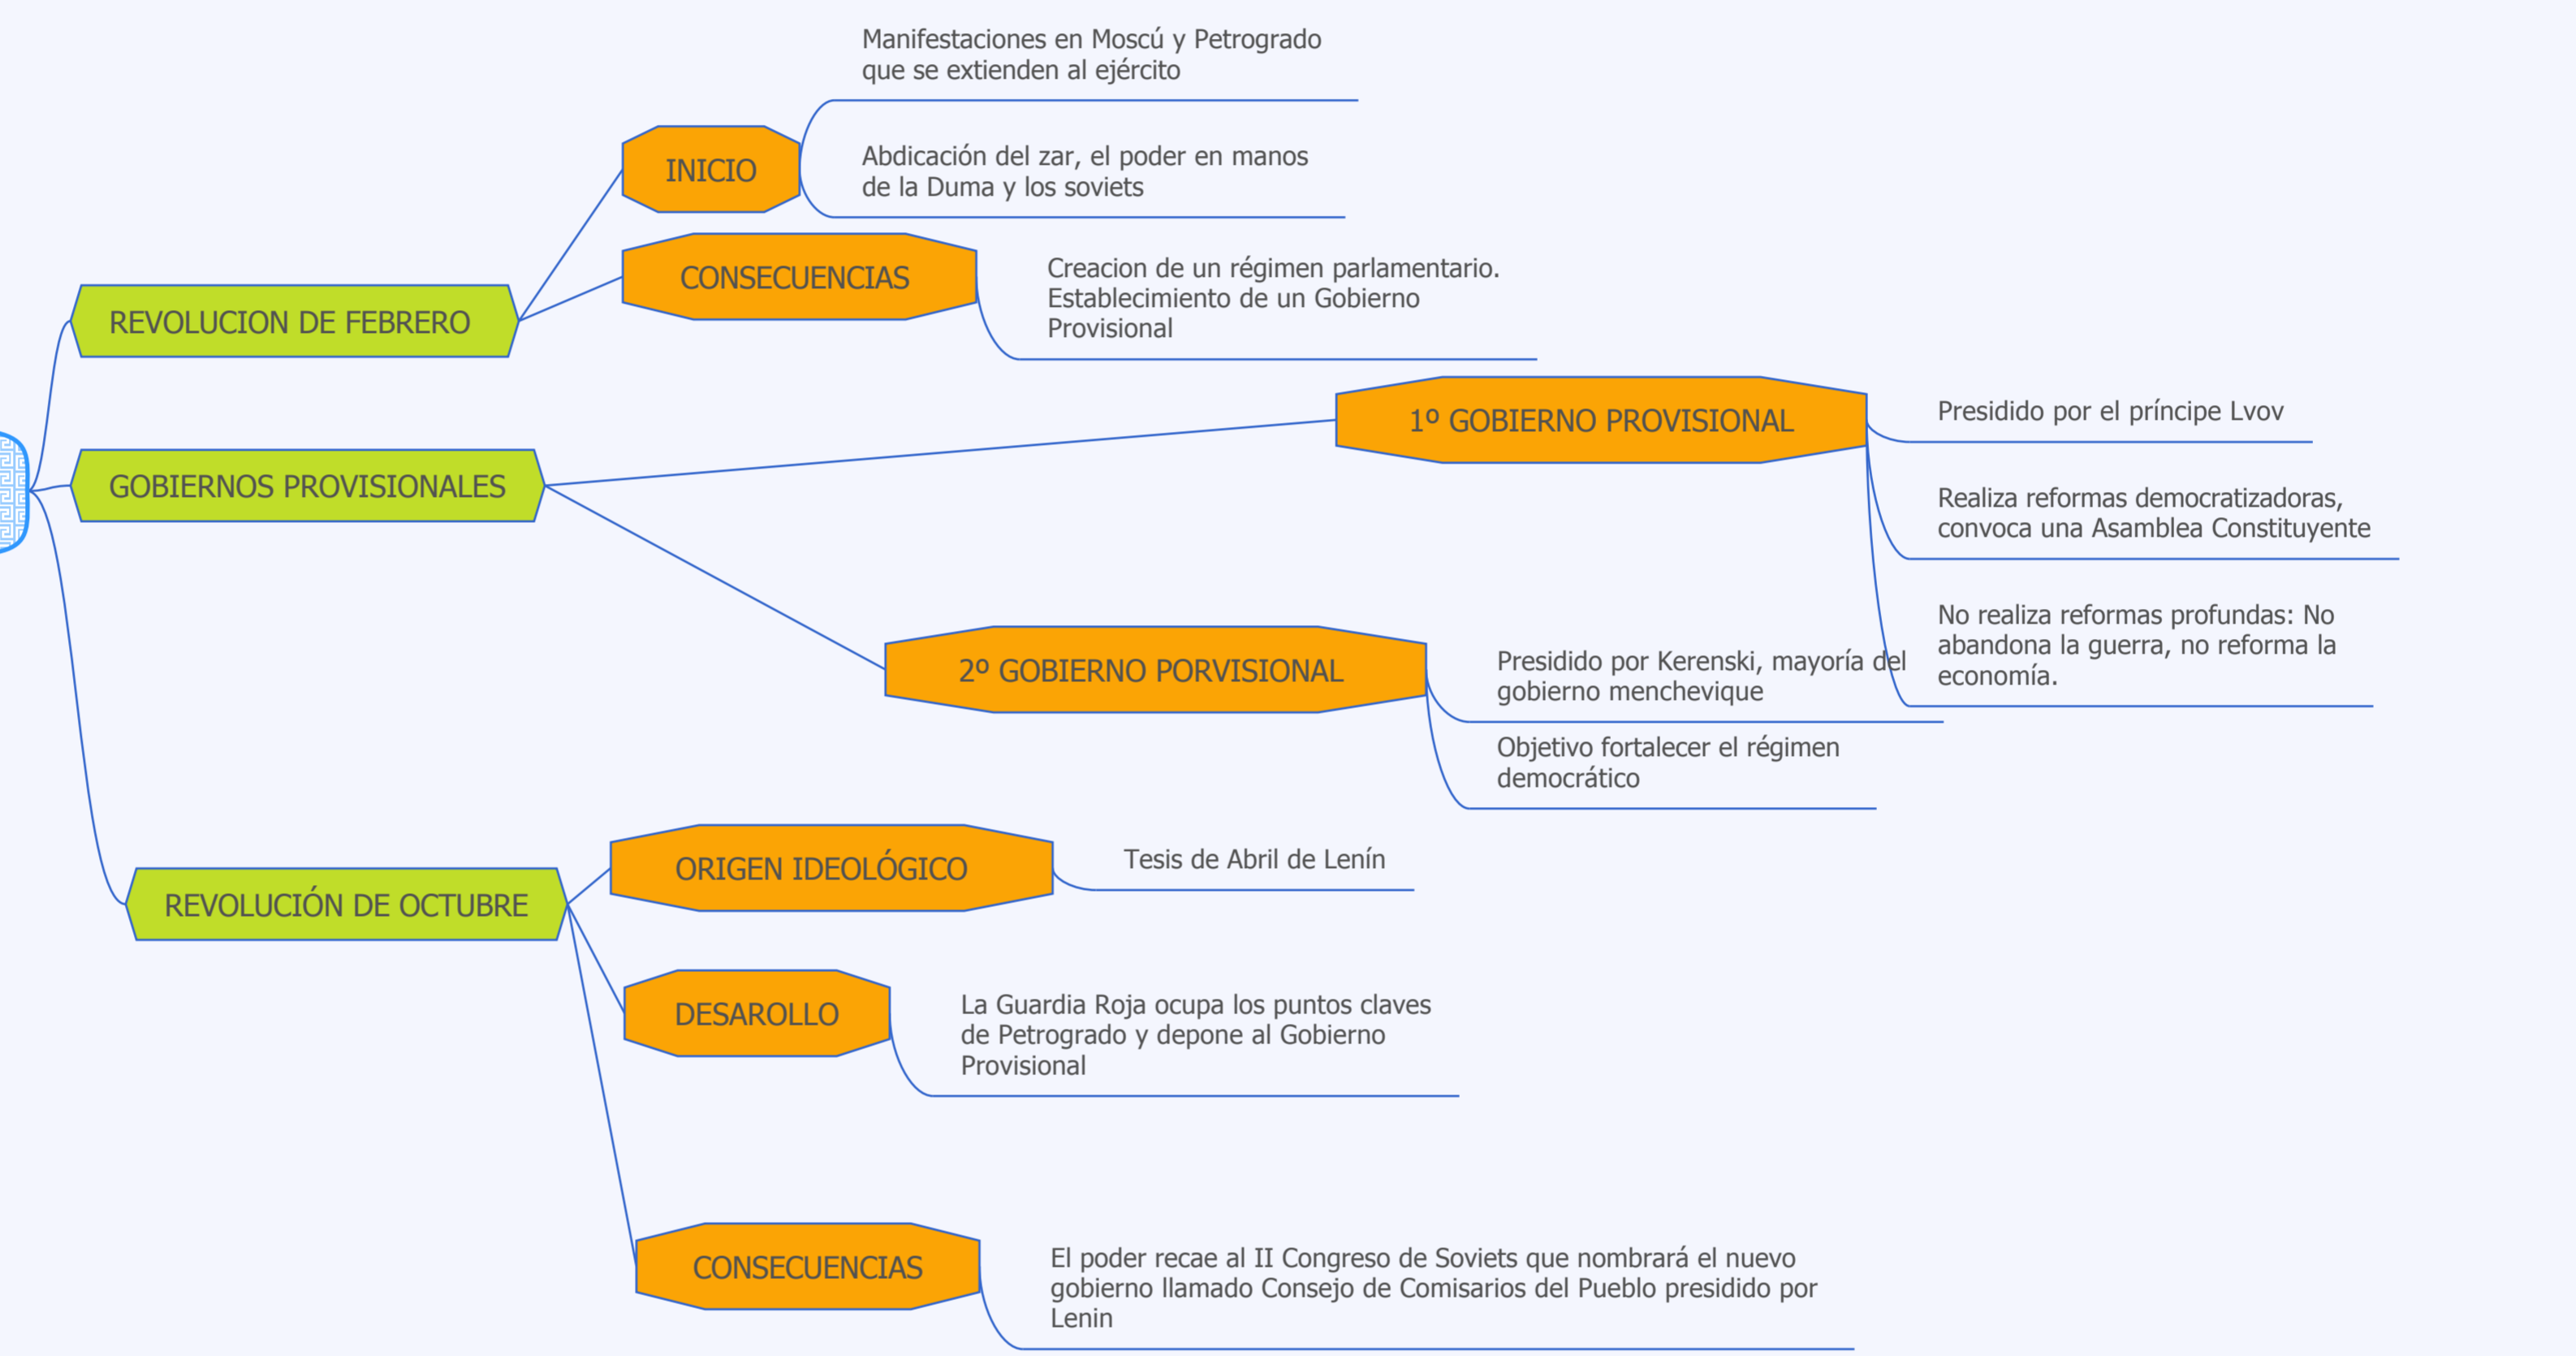 REVOLUCION DE FEBRERO
INICIO
Manifestaciones en Moscú y Petrogrado
que se extienden al ejército
Abdicación del zar, el poder en manos
de la Duma y los soviets
CONSECUENCIAS
Creacion de un régimen parlamentario.
Establecimiento de un Gobierno
Provisional
GOBIERNOS PROVISIONALES
1º GOBIERNO PROVISIONAL
Presidido por el príncipe Lvov
Realiza reformas democratizadoras,
convoca una Asamblea Constituyente
No realiza reformas profundas: No
abandona la guerra, no reforma la
economía.
2º GOBIERNO PORVISIONAL
Presidido por Kerenski, mayoría del
gobierno menchevique
Objetivo fortalecer el régimen
democrático
REVOLUCIÓN DE OCTUBRE
ORIGEN IDEOLÓGICO
Tesis de Abril de Lenín
DESAROLLO
La Guardia Roja ocupa los puntos claves
de Petrogrado y depone al Gobierno
Provisional
CONSECUENCIAS
El poder recae al II Congreso de Soviets que nombrará el nuevo
gobierno llamado Consejo de Comisarios del Pueblo presidido por
Lenin